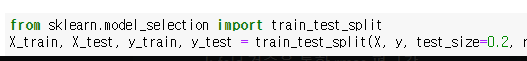 from sklearn.model_selection import train_test_split
X_train, X_test, y_train, y_test = train_test_split(X, y, test_size=0.2, r